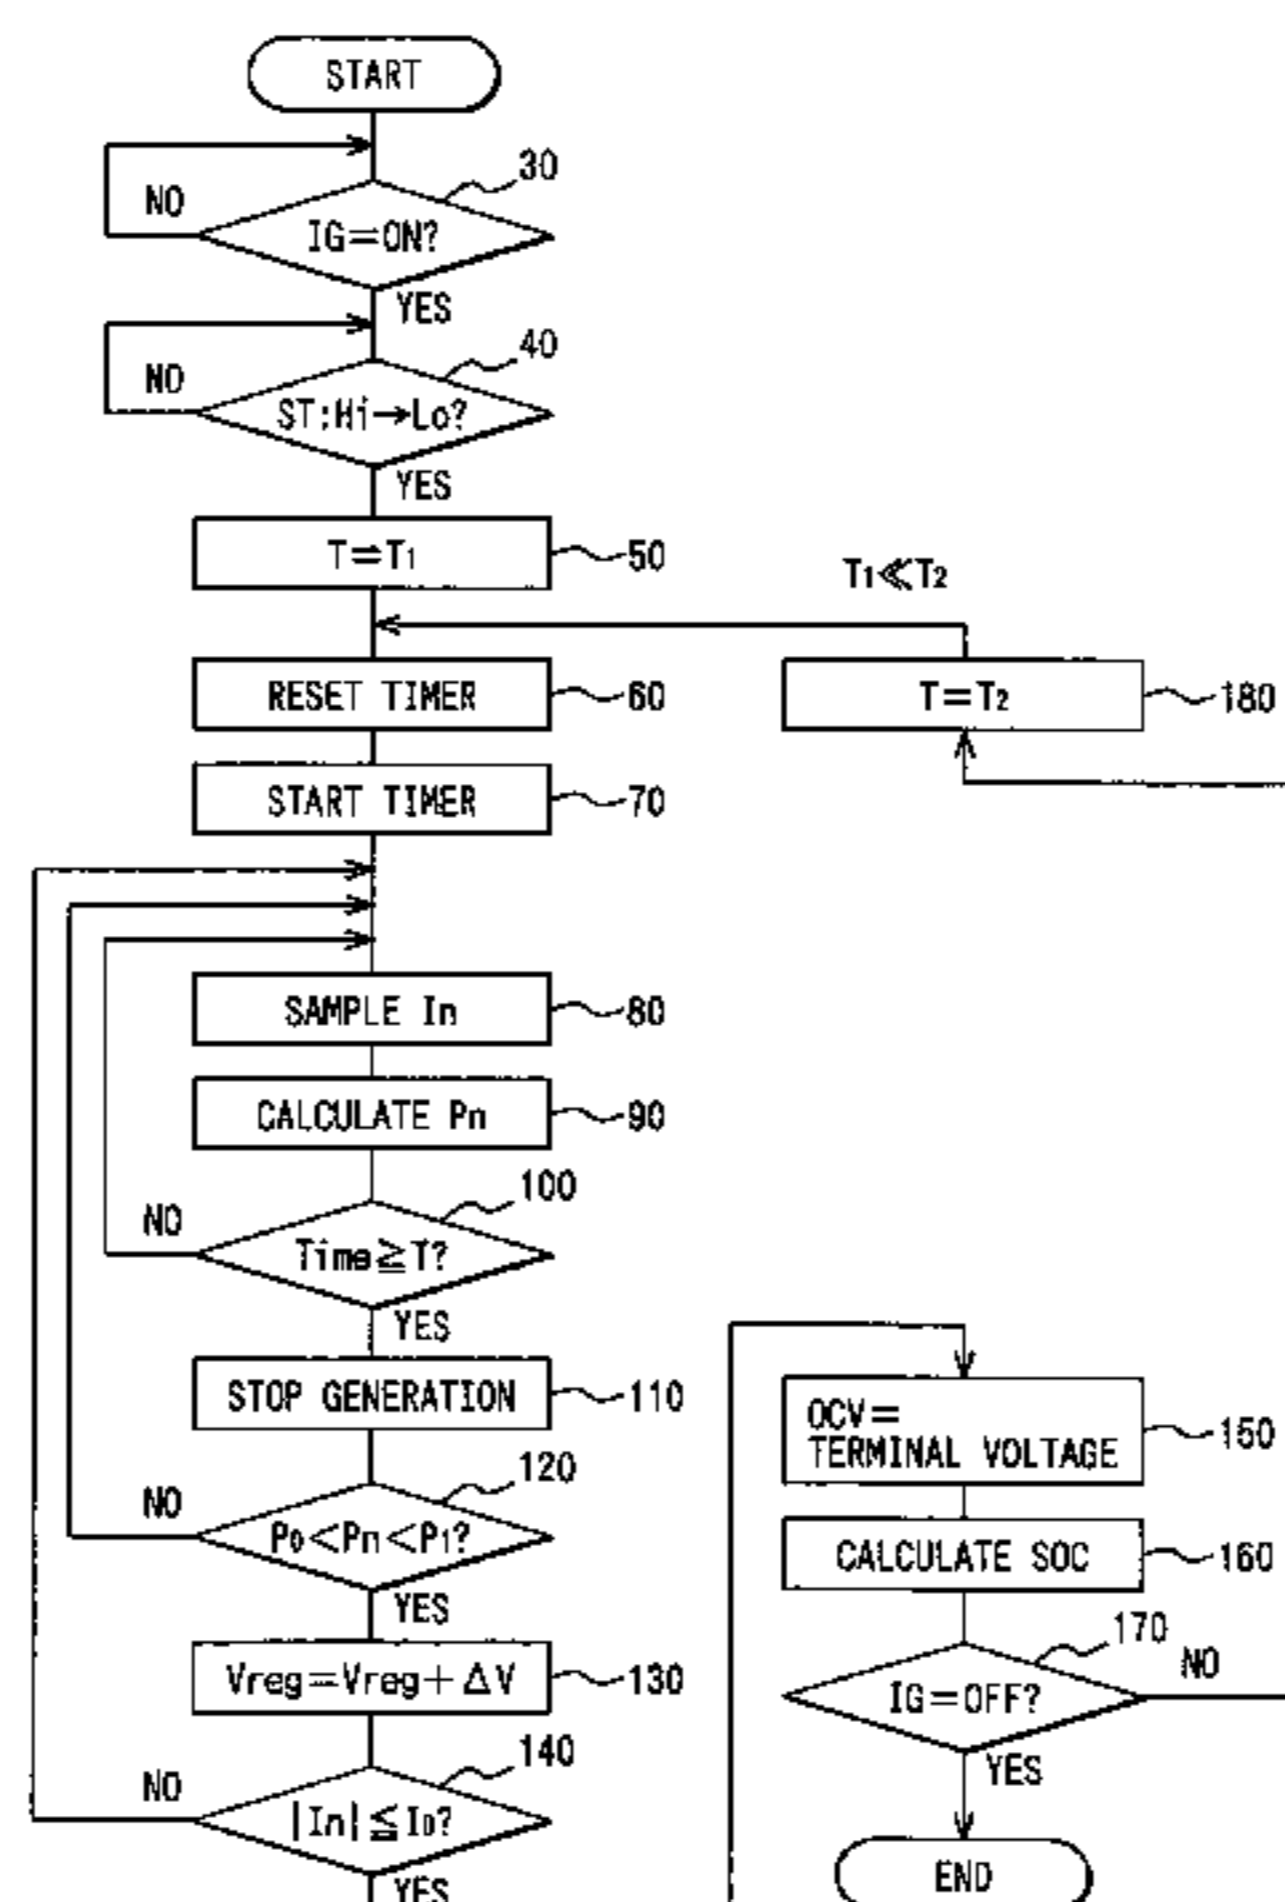 START
30
NO
IG=ON?
YES
40
NO
ST:Hi→Lo?
YES
T=T1
50
T1≪T2
RESET TIMER
60
T=T2
180
START TIMER
70
SAMPLE In
80
CALCULATE Pn
90
100
NO
Time≧T?
YES
STOP GENERATION
110
120
NO
P0<Pn<P1?
YES
Vreg=Vreg+ΔV
130
140
NO
|In|≦I0?
YES
OCV=
TERMINAL VOLTAGE
150
CALCULATE SOC
160
170
NO
IG=OFF?
YES
END